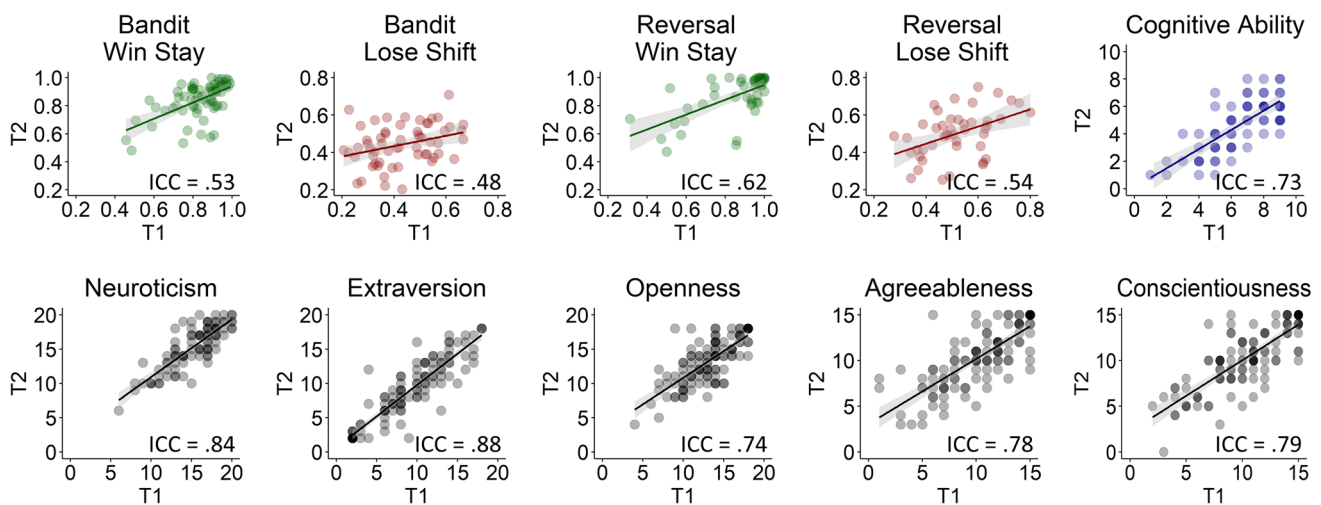 Bandit
Win Stay
Bandit
Lose Shift
Reversal
Win Stay
Reversal
Lose Shift
Cognitive Ability
T2
1.0
0.8
0.6
0.4
0.2
ICC = .53
0.2 0.4 0.6 0.8 1.0
T1
T2
0.8
0.6
0.4
0.2
ICC = .48
0.2 0.4 0.6 0.8
T1
T2
1.0
0.8
0.6
0.4
0.2
ICC = .62
0.2 0.4 0.6 0.8 1.0
T1
T2
0.8
0.6
0.4
0.2
ICC = .54
0.2 0.4 0.6 0.8
T1
T2
10
8
6
4
2
0
ICC = .73
0 2 4 6 8 10
T1
Neuroticism
T2
20
15
10
5
0
ICC = .84
0 5 10 15 20
T1
Extraversion
T2
20
15
10
5
0
ICC = .88
0 5 10 15 20
T1
Openness
T2
20
15
10
5
0
ICC = .74
0 5 10 15 20
T1
Agreeableness
T2
15
10
5
0
ICC = .78
0 5 10 15
T1
Conscientiousness
T2
15
10
5
0
ICC = .79
0 5 10 15
T1